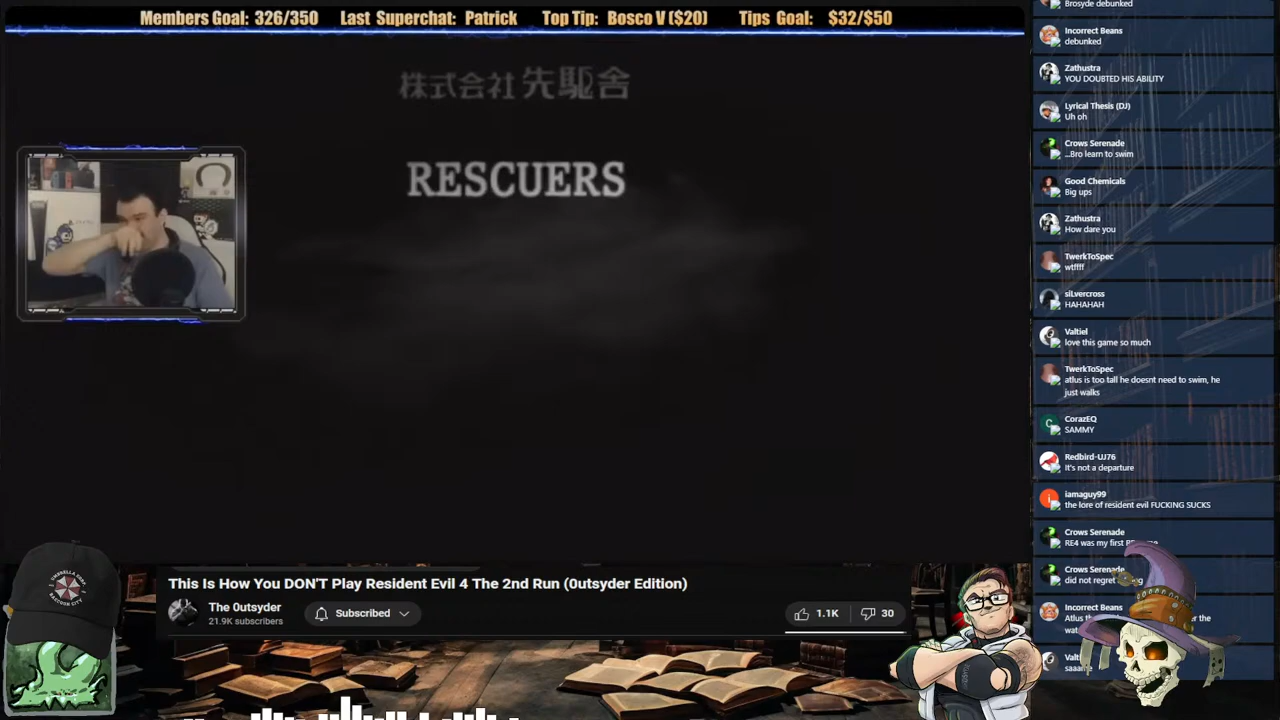 Members Goal: 326/350 Last Superchat: Patrick Top Tip: Bosco V ($20) Tips Goal: $32/$50
株式会社 先駆舎
RESCUERS
Brosyde debunked
Incorrect Beans
debunked
Zathustra
YOU DOUBTED HIS ABILITY
Lyrical Thesis (DJ)
Uh oh
Crows Serenade
...Bro learn to swim
Good Chemicals
Big ups
Zathustra
How dare you
TwerkToSpec
wtffff
siLvercross
HAHAHAH
Valtiel
love this game so much
TwerkToSpec
atlus is too tall he doesnt need to swim, he
just walks
CorazEQ
SAMMY
Redbird-UJ76
It's not a departure
iamaguy99
the lore of resident evil FUCKING SUCKS
Crows Serenade
RE4 was my first
Crows Serenade
did not regret
Incorrect Beans
Atlus
This Is How You DON'T Play Resident Evil 4 The 2nd Run (0utsyder Edition)
The 0utsyder
21.9K subscribers
Subscribed
1.1K
30
UMBRELLA CORP.
RACCOON CITY